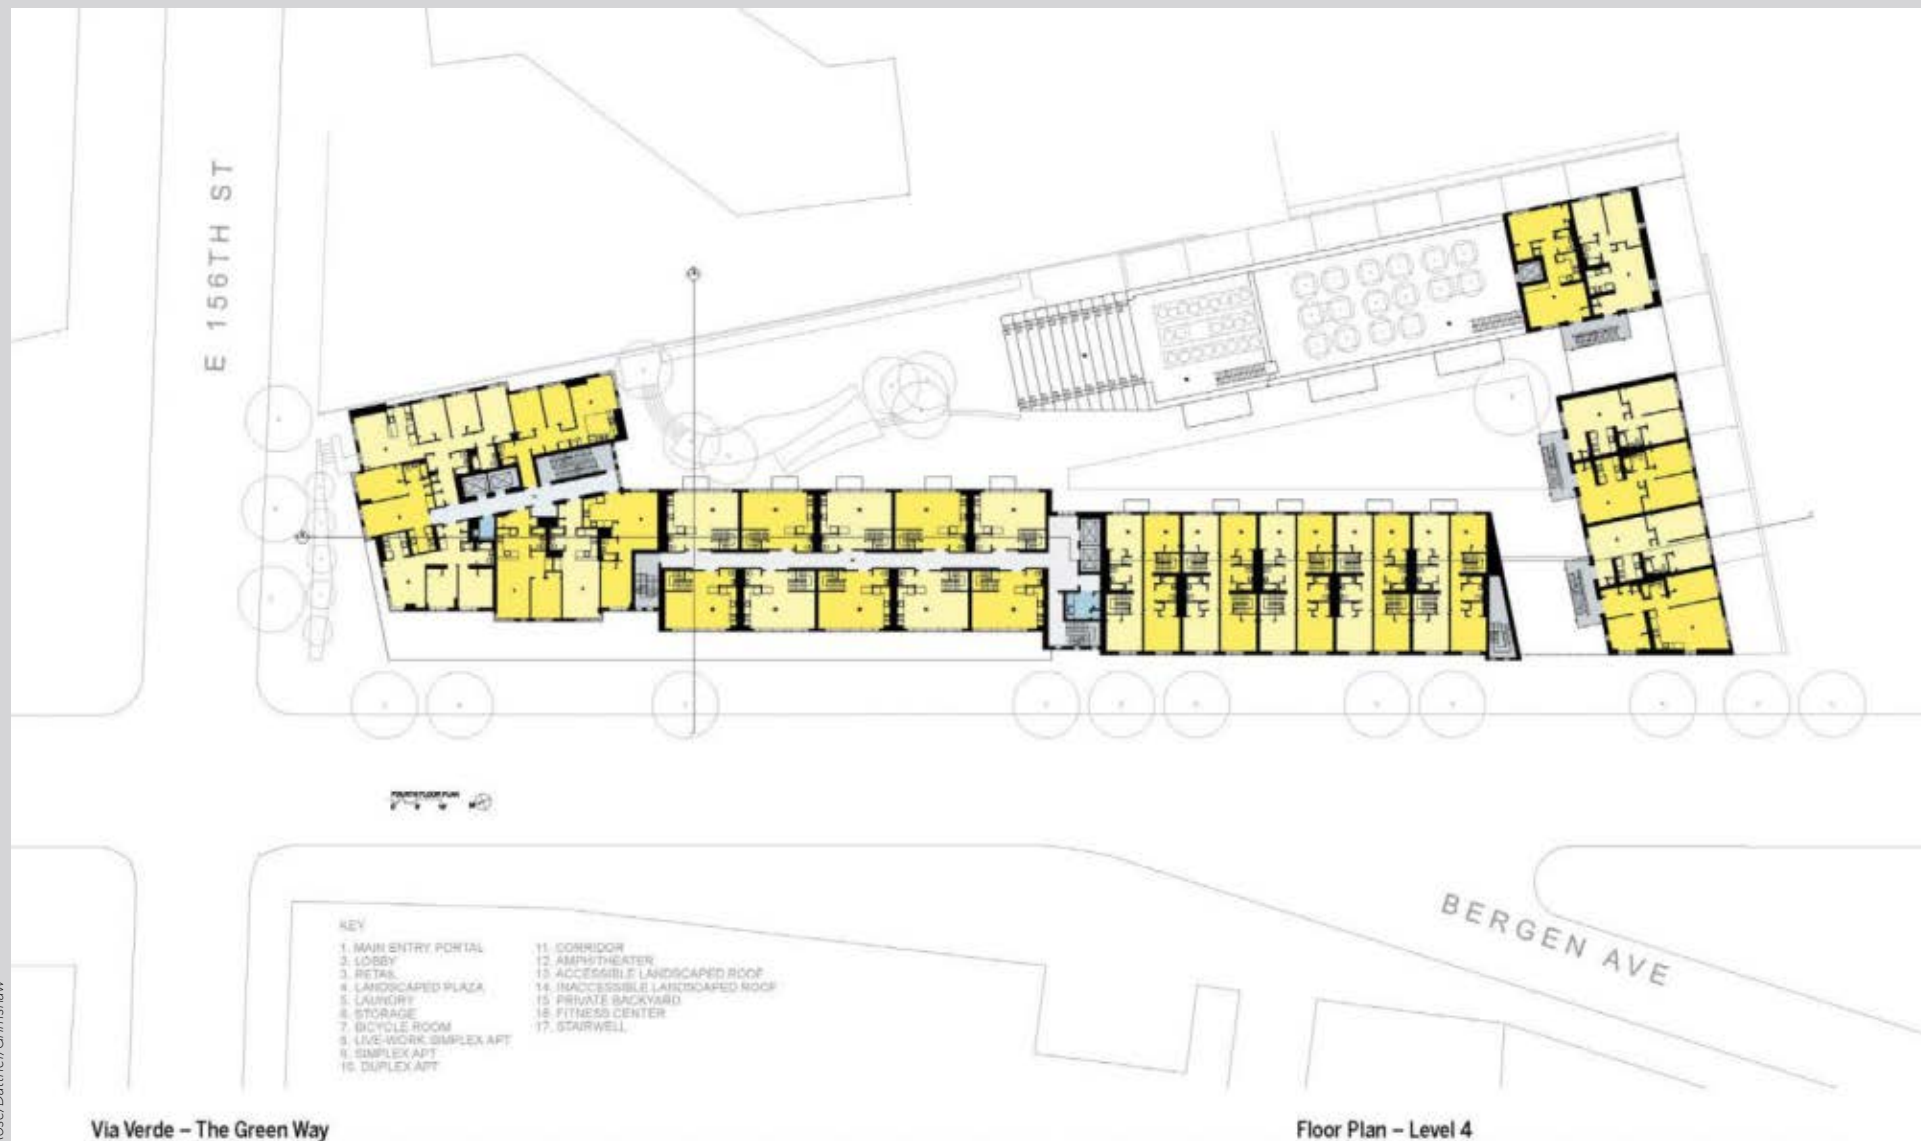 E 156TH ST
FOURTH FLOOR PLAN
BERGEN AVE
KEY
1. MAIN ENTRY PORTAL
2. LOBBY
3. RETAIL
4. LANDSCAPED PLAZA
5. LAUNDRY
6. STORAGE
7. BICYCLE ROOM
8. LIVE-WORK SIMPLEX APT
9. SIMPLEX APT
10. DUPLEX APT
11. CORRIDOR
12. AMPHITHEATER
13. ACCESSIBLE LANDSCAPED ROOF
14. INACCESSIBLE LANDSCAPED ROOF
15. PRIVATE BACKYARD
16. FITNESS CENTER
17. STAIRWELL
Via Verde – The Green Way
Floor Plan – Level 4